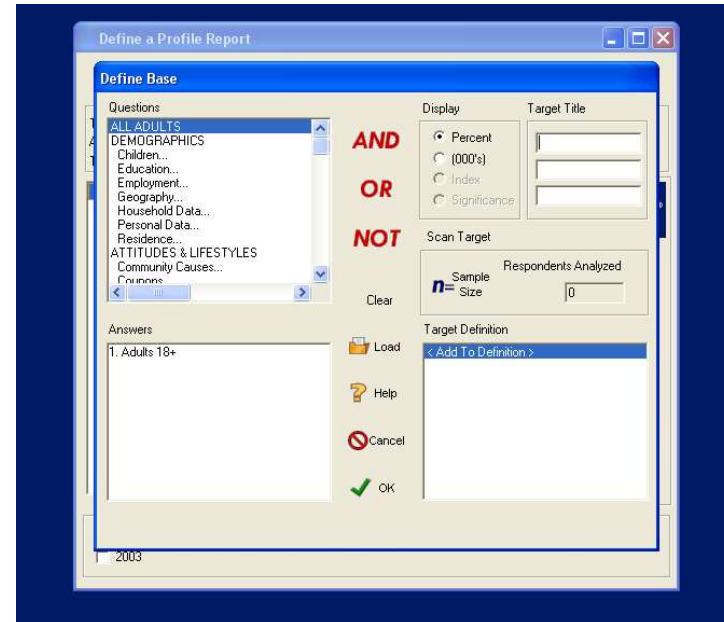 Define a Profile Report
Define Base
Questions
ALL ADULTS
DEMOGRAPHICS
Children...
Education...
Employment...
Geography...
Household Data...
Personal Data...
Residence...
ATTITUDES & LIFESTYLES
Community Causes...
Coupons
AND
OR
NOT
Clear
Display
Percent
(000's)
Index
Significance
Target Title
Scan Target
n= Sample Size
Respondents Analyzed
0
Answers
1. Adults 18+
Load
Help
Cancel
OK
Target Definition
< Add To Definition >
2003